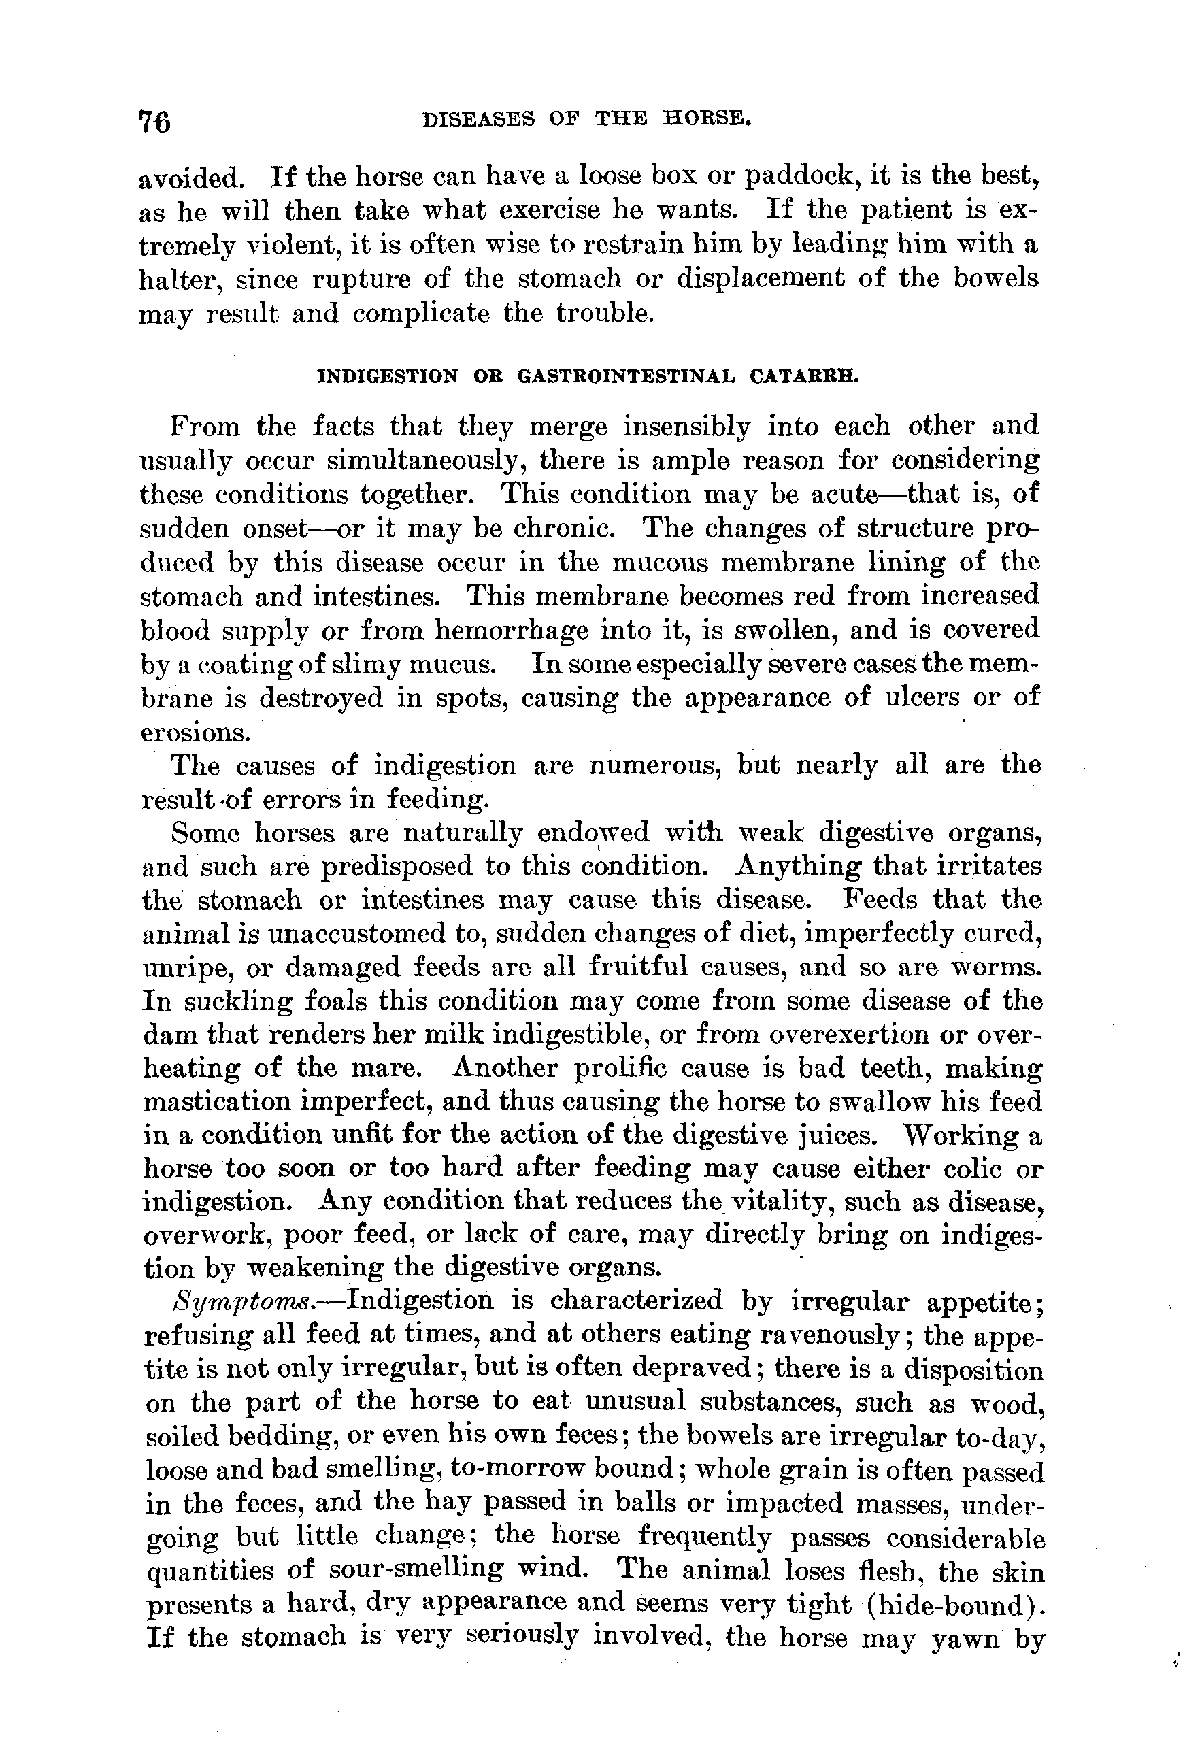 76 DISEASES OF THE HORSE.
avoided. If the horse can have a loose box or paddock, it is the best,
as he will then take what exercise he wants. If the patient is ex-
tremely violent, it is often wise to restrain him by leading him with a
halter, since rupture of the stomach or displacement of the bowels
may result and complicate the trouble.
INDIGESTION OR GASTROINTESTINAL CATARRH.
From the facts that they merge insensibly into each other and
usually occur simultaneously, there is ample reason for considering
these conditions together. This condition may be acute—that is, of
sudden onset—or it may be chronic. The changes of structure pro-
duced by this disease occur in the mucous membrane lining of the
stomach and intestines. This membrane becomes red from increased
blood supply or from hemorrhage into it, is swollen, and is covered
by a coating of slimy mucus. In some especially severe cases the mem-
brane is destroyed in spots, causing the appearance of ulcers or of
erosions.
The causes of indigestion are numerous, but nearly all are the
result of errors in feeding.
Some horses are naturally endowed with weak digestive organs,
and such are predisposed to this condition. Anything that irritates
the stomach or intestines may cause this disease. Feeds that the
animal is unaccustomed to, sudden changes of diet, imperfectly cured,
unripe, or damaged feeds are all fruitful causes, and so are worms.
In suckling foals this condition may come from some disease of the
dam that renders her milk indigestible, or from overexertion or over-
heating of the mare. Another prolific cause is bad teeth, making
mastication imperfect, and thus causing the horse to swallow his feed
in a condition unfit for the action of the digestive juices. Working a
horse too soon or too hard after feeding may cause either colic or
indigestion. Any condition that reduces the vitality, such as disease,
overwork, poor feed, or lack of care, may directly bring on indiges-
tion by weakening the digestive organs.
Symptoms.—Indigestion is characterized by irregular appetite;
refusing all feed at times, and at others eating ravenously; the appe-
tite is not only irregular, but is often depraved; there is a disposition
on the part of the horse to eat unusual substances, such as wood,
soiled bedding, or even his own feces; the bowels are irregular to-day,
loose and bad smelling, to-morrow bound; whole grain is often passed
in the feces, and the hay passed in balls or impacted masses, under-
going but little change; the horse frequently passes considerable
quantities of sour-smelling wind. The animal loses flesh, the skin
presents a hard, dry appearance and seems very tight (hide-bound).
If the stomach is very seriously involved, the horse may yawn by